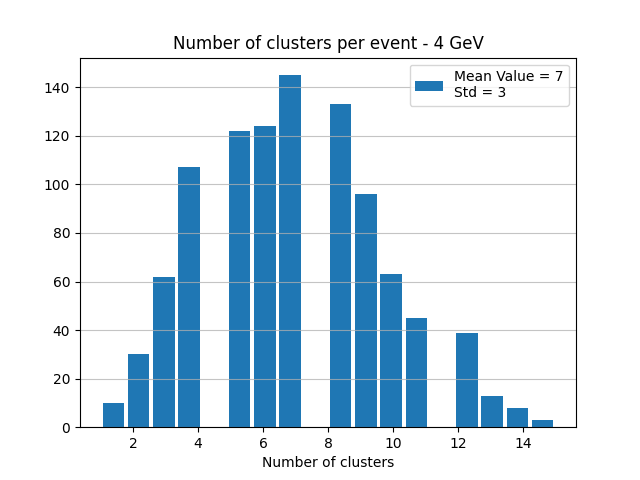 Number of clusters per event - 4 GeV
Mean Value = 7
Std = 3
140
120
100
80
60
40
20
0
2 4 6 8 10 12 14
Number of clusters